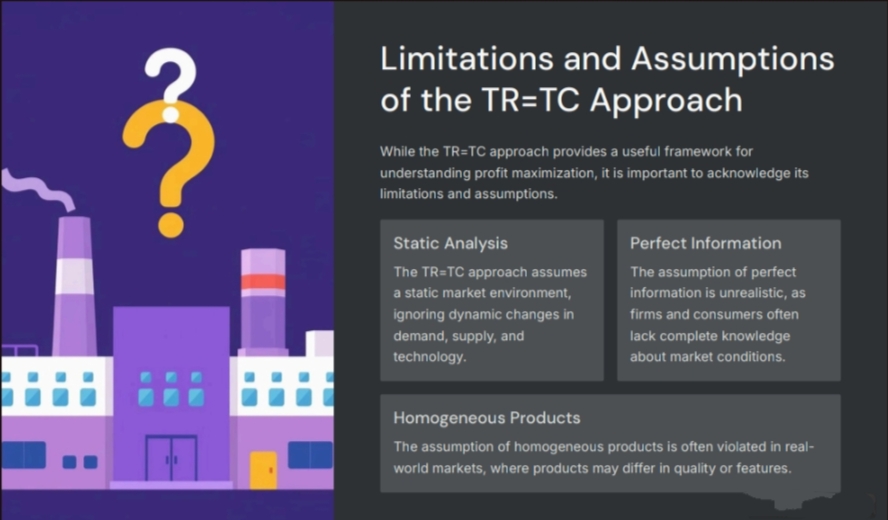 Limitations and Assumptions
of the TR=TC Approach
While the TR=TC approach provides a useful framework for
understanding profit maximization, it is important to acknowledge its
limitations and assumptions.
Static Analysis
The TR=TC approach assumes
a static market environment,
ignoring dynamic changes in
demand, supply, and
technology.
Perfect Information
The assumption of perfect
information is unrealistic, as
firms and consumers often
lack complete knowledge
about market conditions.
Homogeneous Products
The assumption of homogeneous products is often violated in real-
world markets, where products may differ in quality or features.